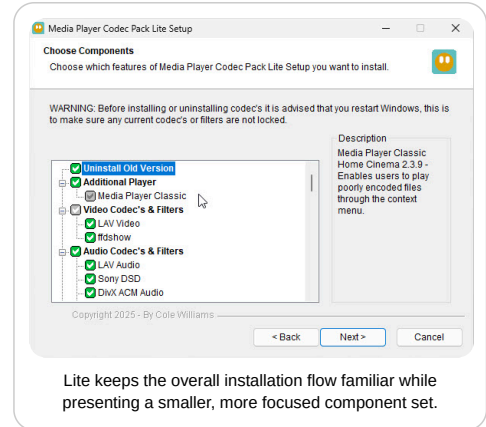 Media Player Codec Pack Lite Setup
Choose Components
Choose which features of Media Player Codec Pack Lite Setup you want to install.
WARNING: Before installing or uninstalling codec's it is advised that you restart Windows, this is
to make sure any current codec's or filters are not locked.
Uninstall Old Version
Additional Player
Media Player Classic
Video Codec's & Filters
LAV Video
ffdshow
Audio Codec's & Filters
LAV Audio
Sony DSD
DivX ACM Audio
Description
Media Player Classic
Home Cinema 2.3.9 -
Enables users to play
poorly encoded files
through the context
menu.
Copyright 2025 - By Cole Williams
< Back
Next >
Cancel
Lite keeps the overall installation flow familiar while
presenting a smaller, more focused component set.